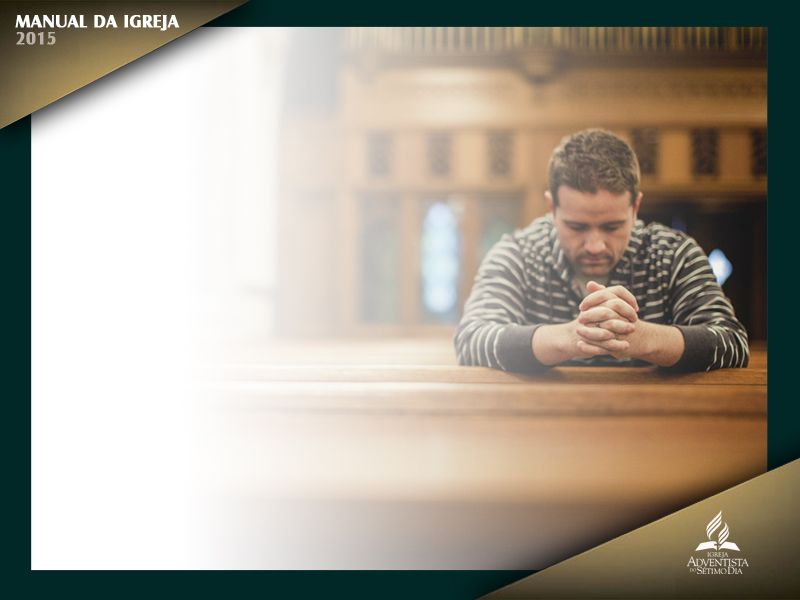 MANUAL DA IGREJA
2015
IGREJA
ADVENTISTA
DO SÉTIMO DIA